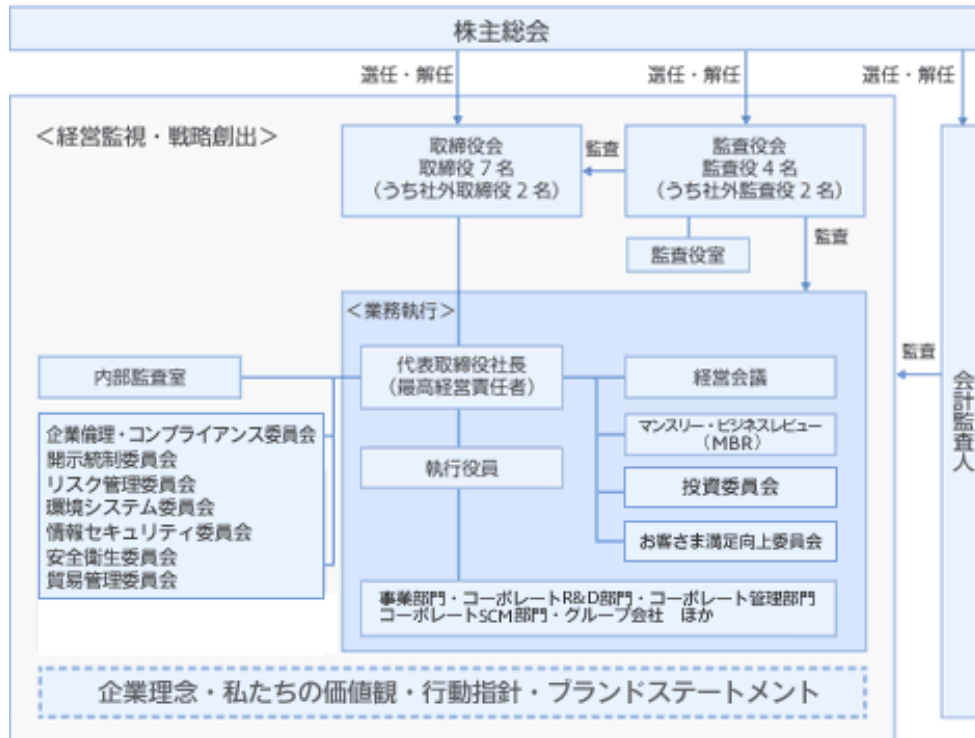 株主総会
選任・解任
選任・解任
選任・解任
＜経営監視・戦略創出＞
取締役会
取締役７名
（うち社外取締役２名）
監査
監査役会
監査役４名
（うち社外監査役２名）
監査役室
監査
＜業務執行＞
内部監査室
代表取締役社長
（最高経営責任者）
経営会議
監査
会計監査人
企業倫理・コンプライアンス委員会
開示統制委員会
リスク管理委員会
環境システム委員会
情報セキュリティ委員会
安全衛生委員会
貿易管理委員会
執行役員
マンスリー・ビジネスレビュー
（MBR）
投資委員会
お客さま満足向上委員会
事業部門・コーポレートR&D部門・コーポレート管理部門
コーポレートSCM部門・グループ会社　ほか
企業理念・私たちの価値観・行動指針・ブランドステートメント